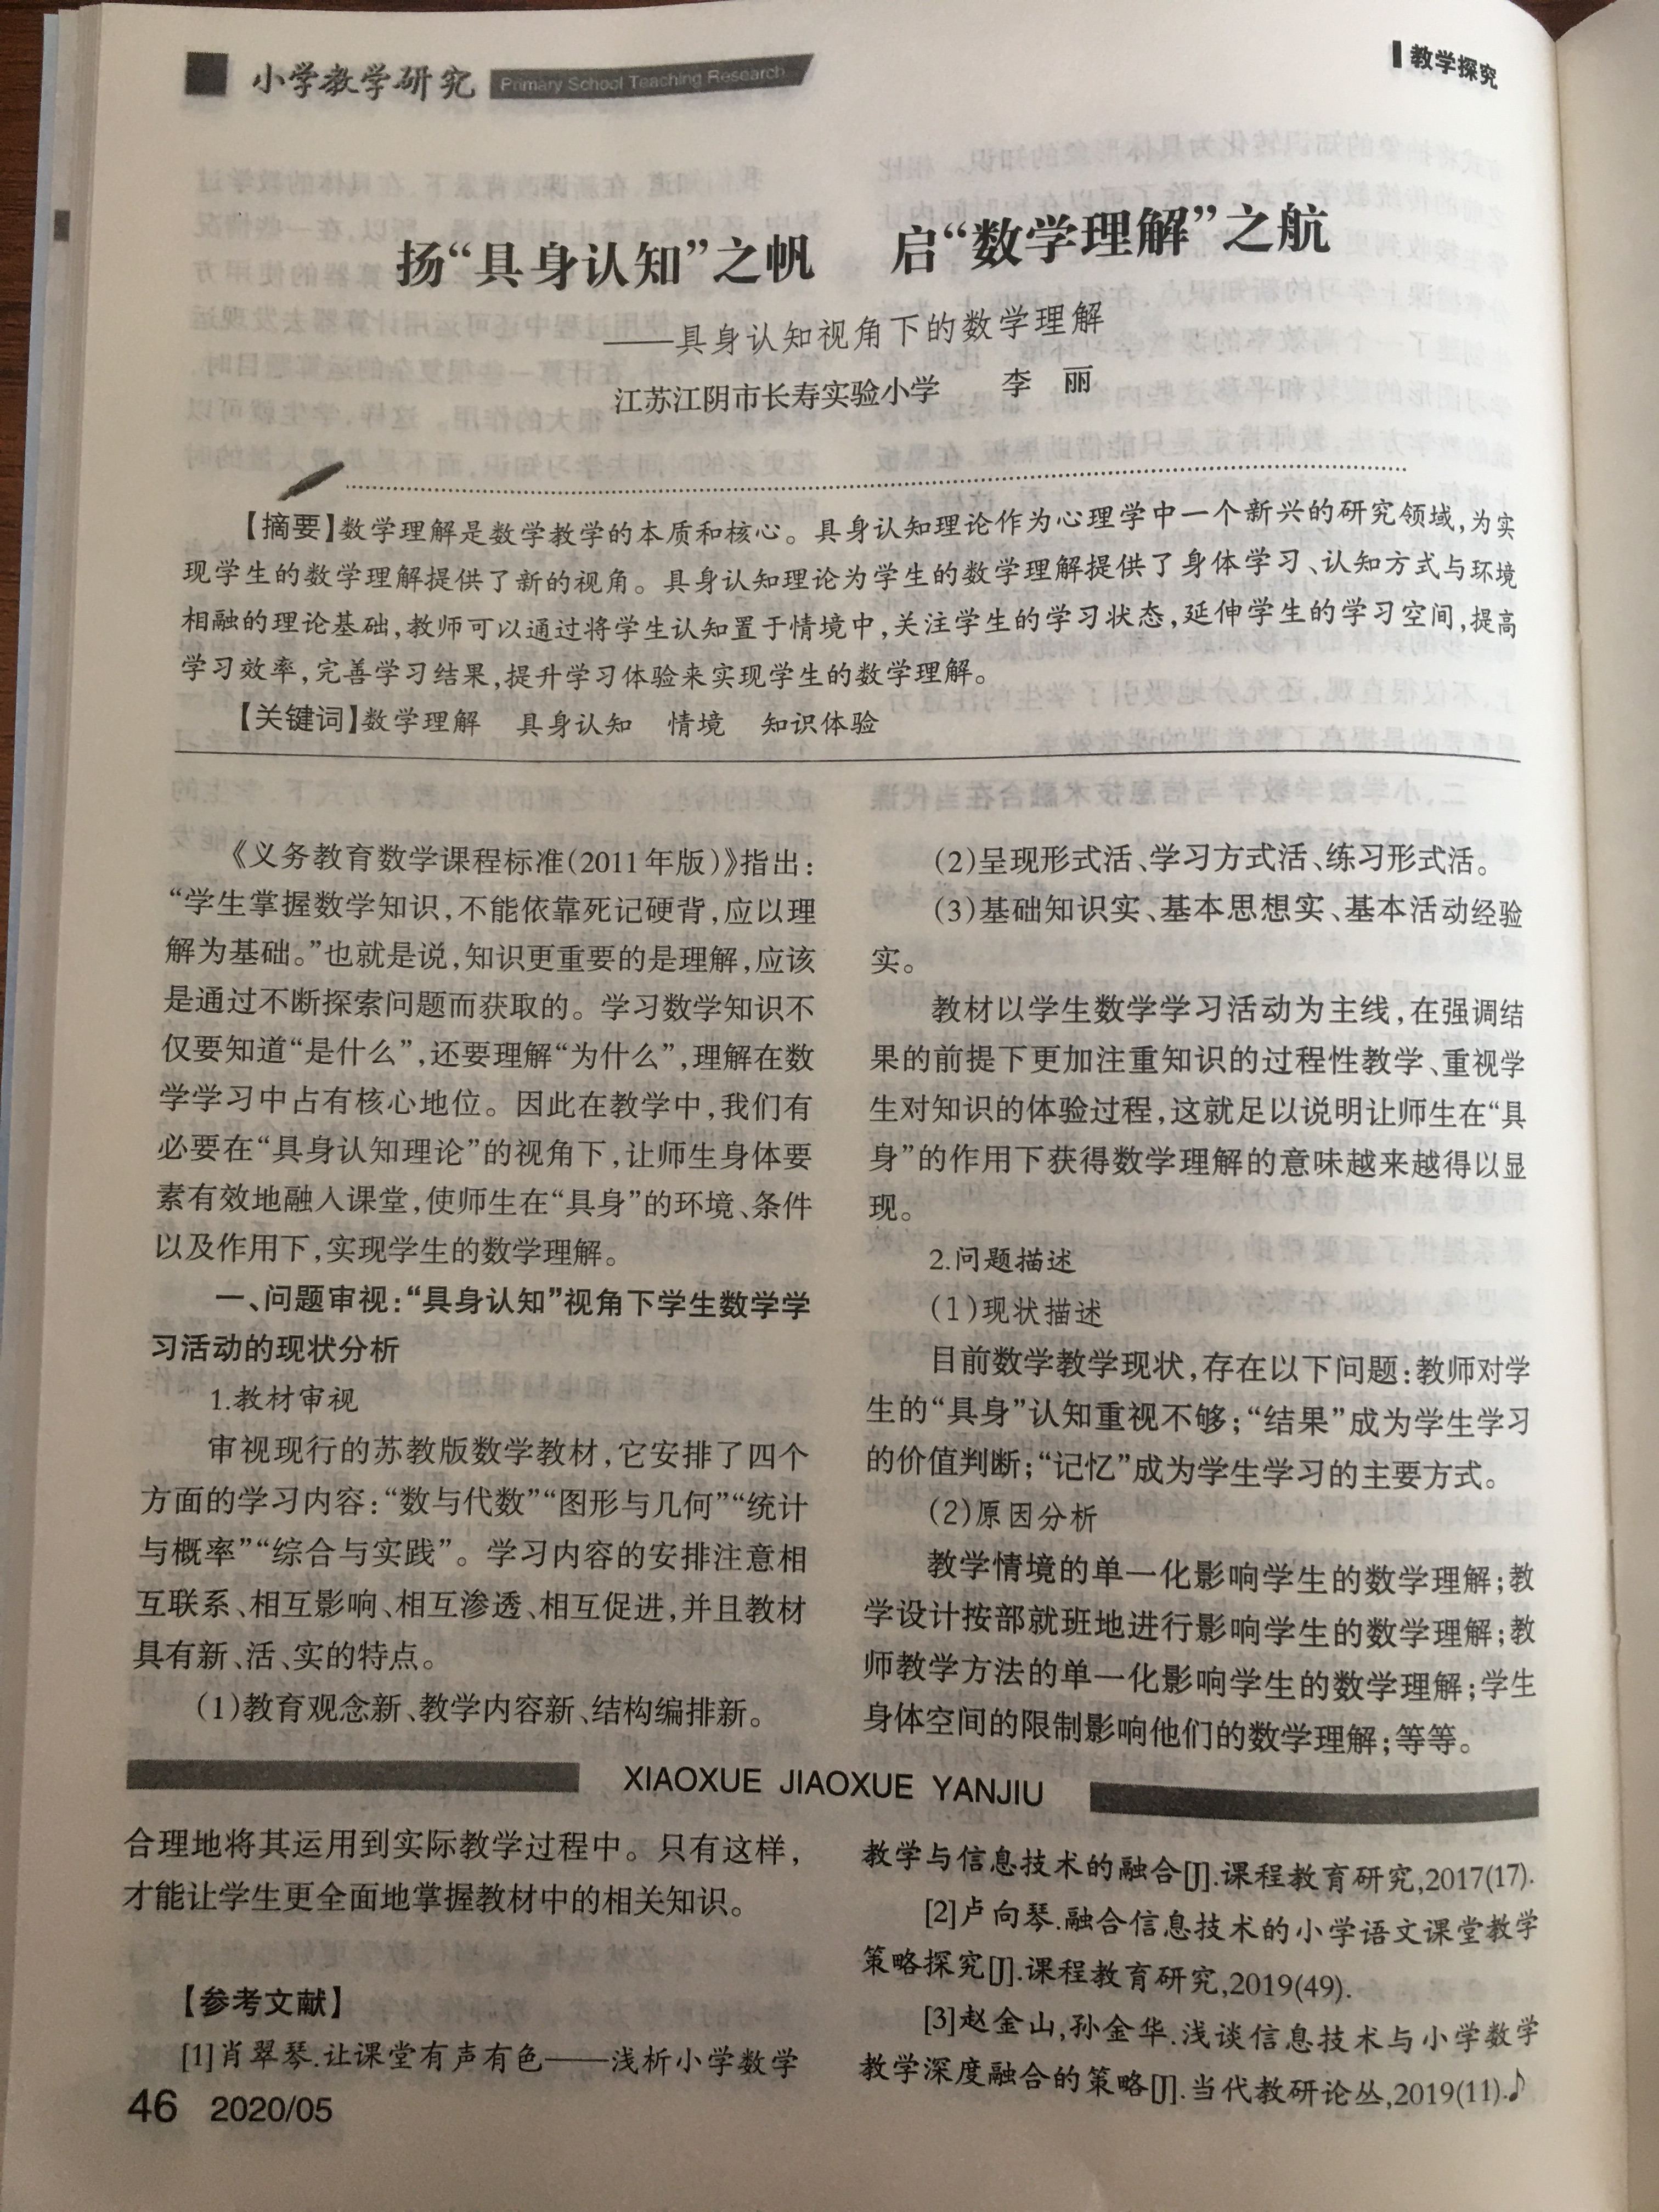 小学教学研究 Primary School Teaching Research
教学探究
扬“具身认知”之帆 启“数学理解”之航
——具身认知视角下的数学理解
江苏江阴市长寿实验小学 李 丽
【摘要】数学理解是数学教学的本质和核心。具身认知理论作为心理学中一个新兴的研究领域,为实
现学生的数学理解提供了新的视角。具身认知理论为学生的数学理解提供了身体学习、认知方式与环境
相融的理论基础,教师可以通过将学生认知置于情境中,关注学生的学习状态,延伸学生的学习空间,提高
学习效率,完善学习结果,提升学习体验来实现学生的数学理解。
【关键词】数学理解 具身认知 情境 知识体验
《义务教育数学课程标准(2011年版)》指出:
“学生掌握数学知识,不能依靠死记硬背,应以理
解为基础。”也就是说,知识更重要的是理解,应该
是通过不断探索问题而获取的。学习数学知识不
仅要知道“是什么”,还要理解“为什么”,理解在数
学学习中占有核心地位。因此在教学中,我们有
必要在“具身认知理论”的视角下,让师生身体要
素有效地融入课堂,使师生在“具身”的环境、条件
以及作用下,实现学生的数学理解。
一、问题审视:“具身认知”视角下学生数学学
习活动的现状分析
1.教材审视
审视现行的苏教版数学教材,它安排了四个
方面的学习内容:“数与代数”“图形与几何”“统计
与概率”“综合与实践”。学习内容的安排注意相
互联系、相互影响、相互渗透、相互促进,并且教材
具有新、活、实的特点。
(1)教育观念新、教学内容新、结构编排新。
(2)呈现形式活、学习方式活、练习形式活。
(3)基础知识实、基本思想实、基本活动经验
实。
教材以学生数学学习活动为主线,在强调结
果的前提下更加注重知识的过程性教学、重视学
生对知识的体验过程,这就足以说明让师生在“具
身”的作用下获得数学理解的意味越来越得以显
现。
2.问题描述
(1)现状描述
目前数学教学现状,存在以下问题:教师对学
生的“具身”认知重视不够;“结果”成为学生学习
的价值判断;“记忆”成为学生学习的主要方式。
(2)原因分析
教学情境的单一化影响学生的数学理解;教
学设计按部就班地进行影响学生的数学理解;教
师教学方法的单一化影响学生的数学理解;学生
身体空间的限制影响他们的数学理解;等等。
XIAOXUE JIAOXUE YANJIU
合理地将其运用到实际教学过程中。只有这样,
才能让学生更全面地掌握教材中的相关知识。
【参考文献】
[1]肖翠琴.让课堂有声有色——浅析小学数学
教学与信息技术的融合[J].课程教育研究,2017(17).
[2]卢向琴.融合信息技术的小学语文课堂教学
策略探究[J].课程教育研究,2019(49).
[3]赵金山,孙金华.浅谈信息技术与小学数学
教学深度融合的策略[J].当代教研论丛,2019(11).♪
46 2020/05